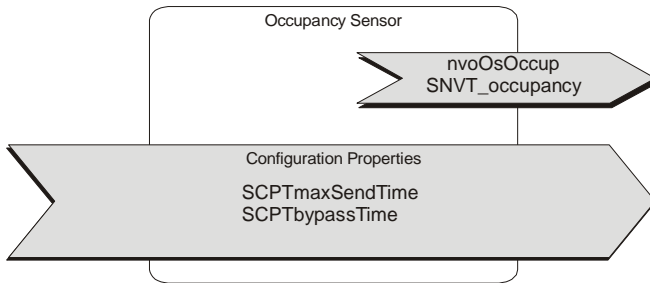 Occupancy Sensor
nvoOsOccup
SNVT_occupancy
Configuration Properties
SCPTmaxSendTime
SCPTbypassTime